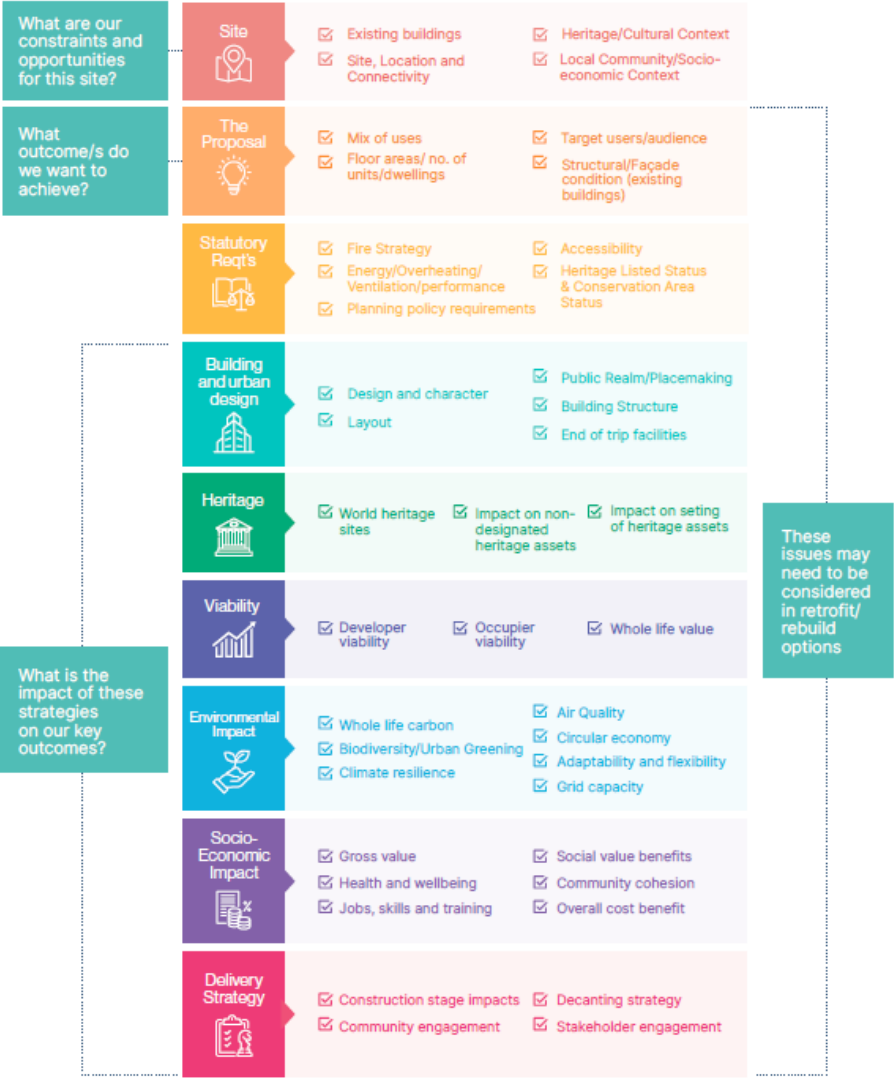 What are our
constraints and
opportunities
for this site?
Site
Existing buildings
Site, Location and
Connectivity
Heritage/Cultural Context
Local Community/Socio-
economic Context
What
outcome/s do
we want to
achieve?
The
Proposal
Mix of uses
Floor areas/ no. of
units/dwellings
Target users/audience
Structural/Façade
condition (existing
buildings)
Statutory
Reqt's
Fire Strategy
Energy/Overheating/
Ventilation/performance
Planning policy requirements
Accessibility
Heritage Listed Status
& Conservation Area
Status
Building
and urban
design
Design and character
Layout
Public Realm/Placemaking
Building Structure
End of trip facilities
Heritage
World heritage
sites
Impact on non-
designated
heritage assets
Impact on seting
of heritage assets
These
issues may
need to be
considered
in retrofit/
rebuild
options
Viability
Developer
viability
Occupier
viability
Whole life value
What is the
impact of these
strategies
on our key
outcomes?
Environmental
Impact
Whole life carbon
Biodiversity/Urban Greening
Climate resilience
Air Quality
Circular economy
Adaptability and flexibility
Grid capacity
Socio-
Economic
Impact
Gross value
Health and wellbeing
Jobs, skills and training
Social value benefits
Community cohesion
Overall cost benefit
Delivery
Strategy
Construction stage impacts
Community engagement
Decanting strategy
Stakeholder engagement